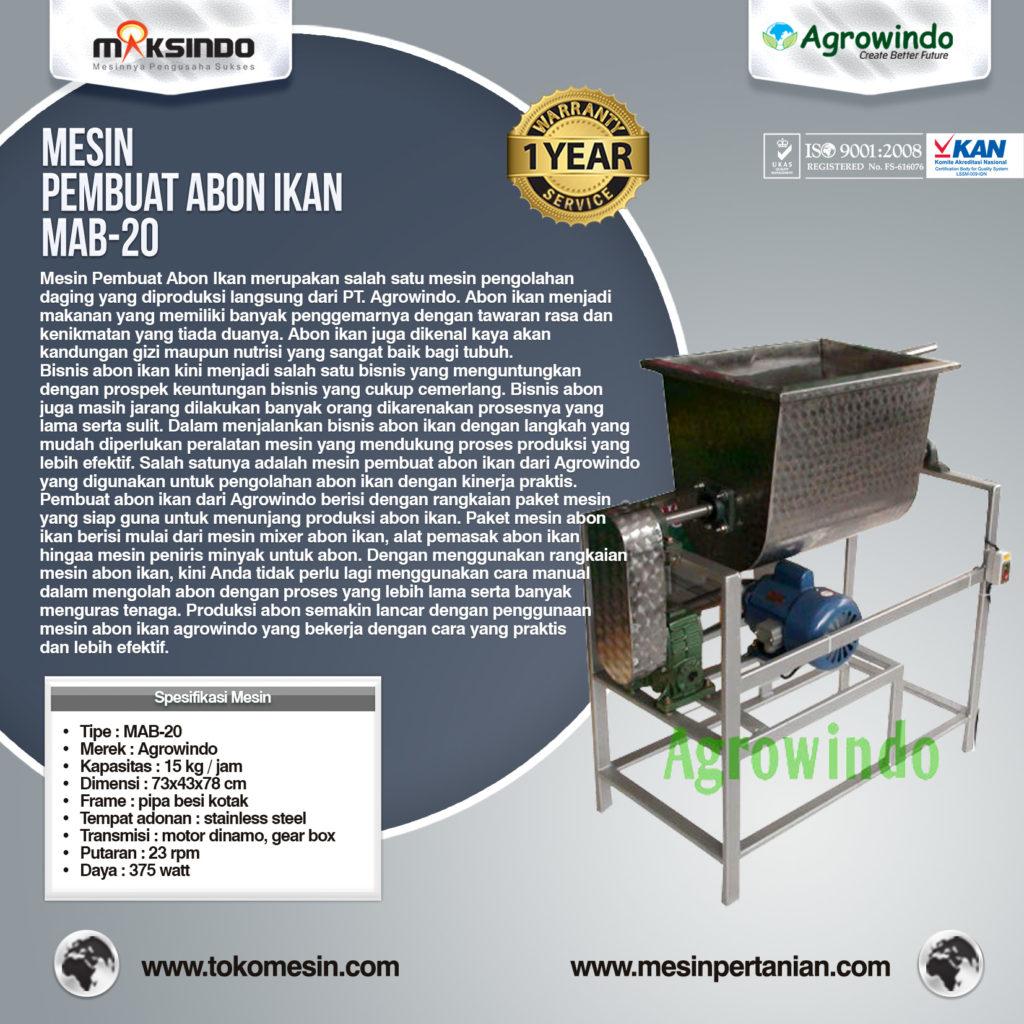 MAKSINDO
Mesinnya Pengusaha Sukses
Agrowindo
Create Better Future
WARRANTY
1 YEAR
SERVICE
UKAS
QUALITY
MANAGEMENT
ISO 9001:2008
REGISTERED No. FS-616076
KAN
Komite Akreditasi Nasional
Certification Body for Quality System
LSSM-009-IDN
MESIN
PEMBUAT ABON IKAN
MAB-20
Mesin Pembuat Abon Ikan merupakan salah satu mesin pengolahan
daging yang diproduksi langsung dari PT. Agrowindo. Abon ikan menjadi
makanan yang memiliki banyak penggemarnya dengan tawaran rasa dan
kenikmatan yang tiada duanya. Abon ikan juga dikenal kaya akan
kandungan gizi maupun nutrisi yang sangat baik bagi tubuh.
Bisnis abon ikan kini menjadi salah satu bisnis yang menguntungkan
dengan prospek keuntungan bisnis yang cukup cemerlang. Bisnis abon
juga masih jarang dilakukan banyak orang dikarenakan prosesnya yang
lama serta sulit. Dalam menjalankan bisnis abon ikan dengan langkah yang
mudah diperlukan peralatan mesin yang mendukung proses produksi yang
lebih efektif. Salah satunya adalah mesin pembuat abon ikan dari Agrowindo
yang digunakan untuk pengolahan abon ikan dengan kinerja praktis.
Pembuat abon ikan dari Agrowindo berisi dengan rangkaian paket mesin
yang siap guna untuk menunjang produksi abon ikan. Paket mesin abon
ikan berisi mulai dari mesin mixer abon ikan, alat pemasak abon ikan
hingaa mesin peniris minyak untuk abon. Dengan menggunakan rangkaian
mesin abon ikan, kini Anda tidak perlu lagi menggunakan cara manual
dalam mengolah abon dengan proses yang lebih lama serta banyak
menguras tenaga. Produksi abon semakin lancar dengan penggunaan
mesin abon ikan agrowindo yang bekerja dengan cara yang praktis
dan lebih efektif.
Spesifikasi Mesin
• Tipe : MAB-20
• Merek : Agrowindo
• Kapasitas : 15 kg / jam
• Dimensi : 73x43x78 cm
• Frame : pipa besi kotak
• Tempat adonan : stainless steel
• Transmisi : motor dinamo, gear box
• Putaran : 23 rpm
• Daya : 375 watt
Agrowindo
www.tokomesin.com
www.mesinpertanian.com